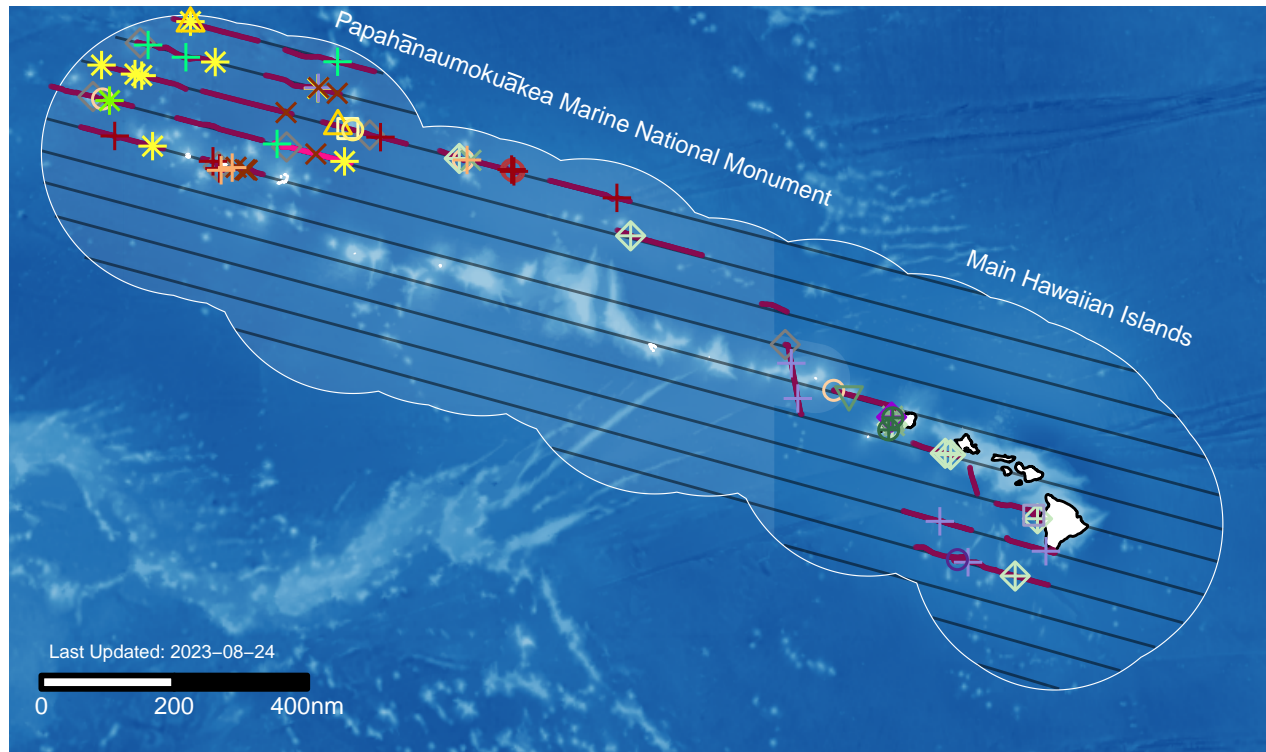 Papahānaumokuākea Marine National Monument
Main Hawaiian Islands
Last Updated: 2023−08−24
0 200 400nm